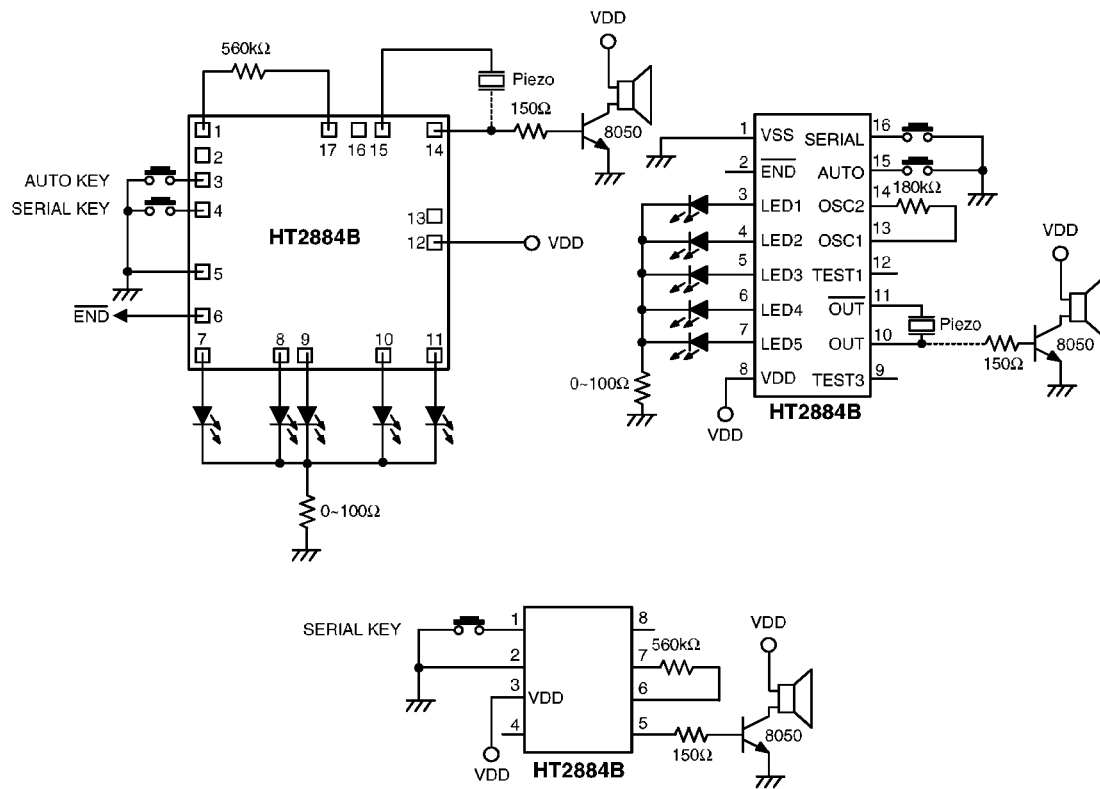 560kΩ
Piezo
VDD
150Ω
8050
1
17
16
15
14
2
AUTO KEY
3
SERIAL KEY
4
13
HT2884B
12
VDD
5
END
6
7
8
9
10
11
0~100Ω
1
VSS
SERIAL
16
2
END
AUTO
15
180kΩ
3
LED1
OSC2
14
4
LED2
OSC1
13
5
LED3
TEST1
12
6
LED4
OUT
11
Piezo
7
LED5
OUT
10
150Ω
8050
VDD
0~100Ω
8
VDD
TEST3
9
VDD
HT2884B
SERIAL KEY
1
8
2
7
560kΩ
3
VDD
6
4
5
150Ω
8050
VDD
VDD
HT2884B